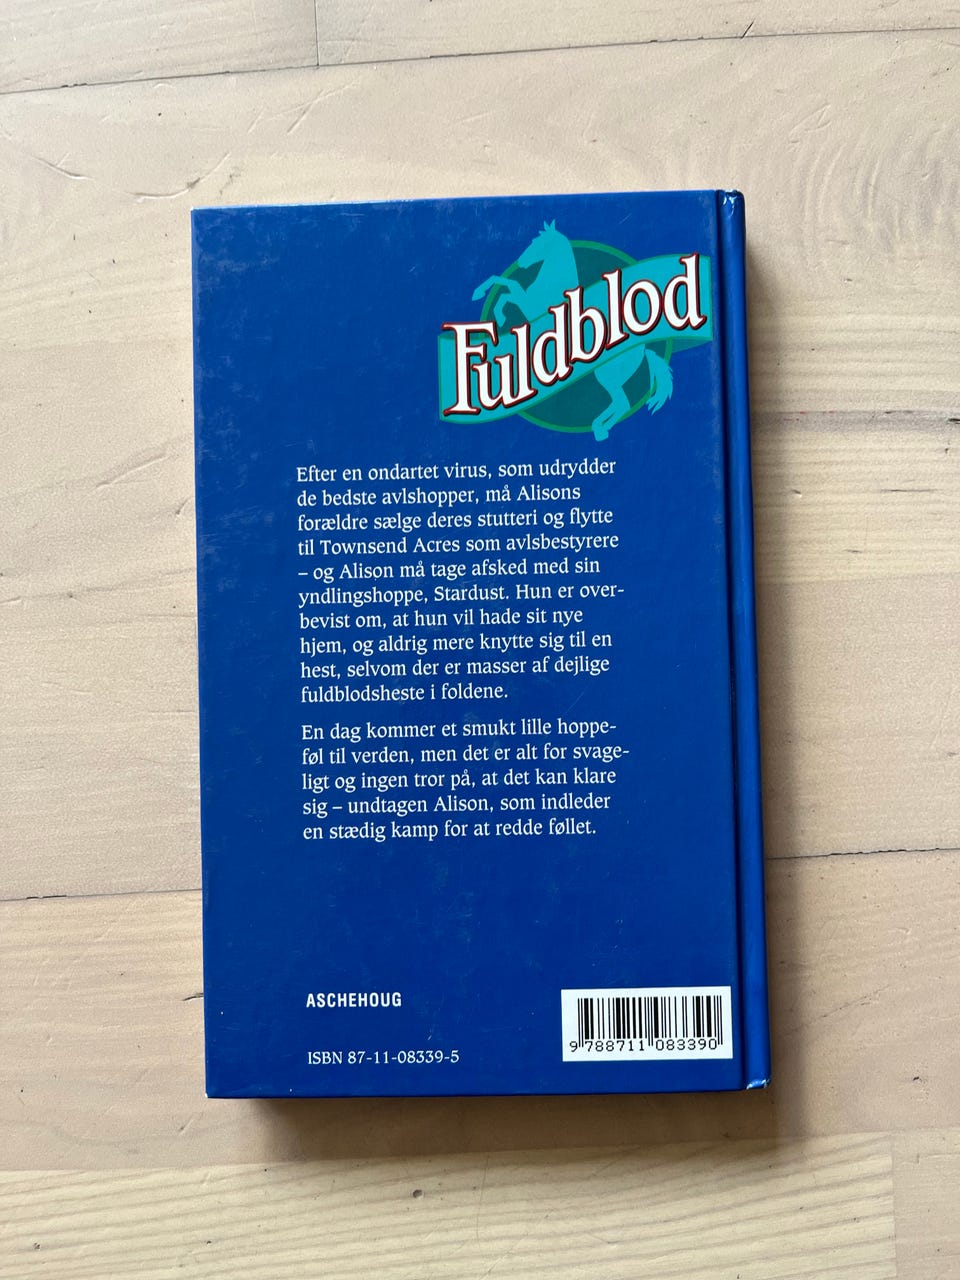 Fuldblod
Efter en ondartet virus, som udrydder
de bedste avlshopper, må Alisons
forældre sælge deres stutteri og flytte
til Townsend Acres som avlsbestyrere
– og Alison må tage afsked med sin
yndlingshoppe, Stardust. Hun er over-
bevist om, at hun vil hade sit nye
hjem, og aldrig mere knytte sig til en
hest, selvom der er masser af dejlige
fuldblodsheste i foldene.
En dag kommer et smukt lille hoppe-
føl til verden, men det er alt for svage-
ligt og ingen tror på, at det kan klare
sig – undtagen Alison, som indleder
en stædig kamp for at redde føllet.
ASCHEHOUG
ISBN 87-11-08339-5
9 788711 083390